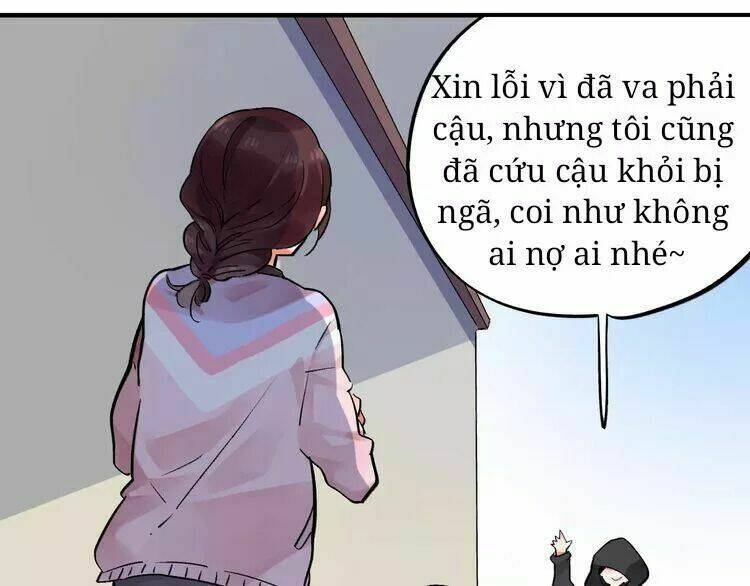 Xin lỗi vì đã va phải
cậu, nhưng tôi cũng
đã cứu cậu khỏi bị
ngã, coi như không
ai nợ ai nhé~